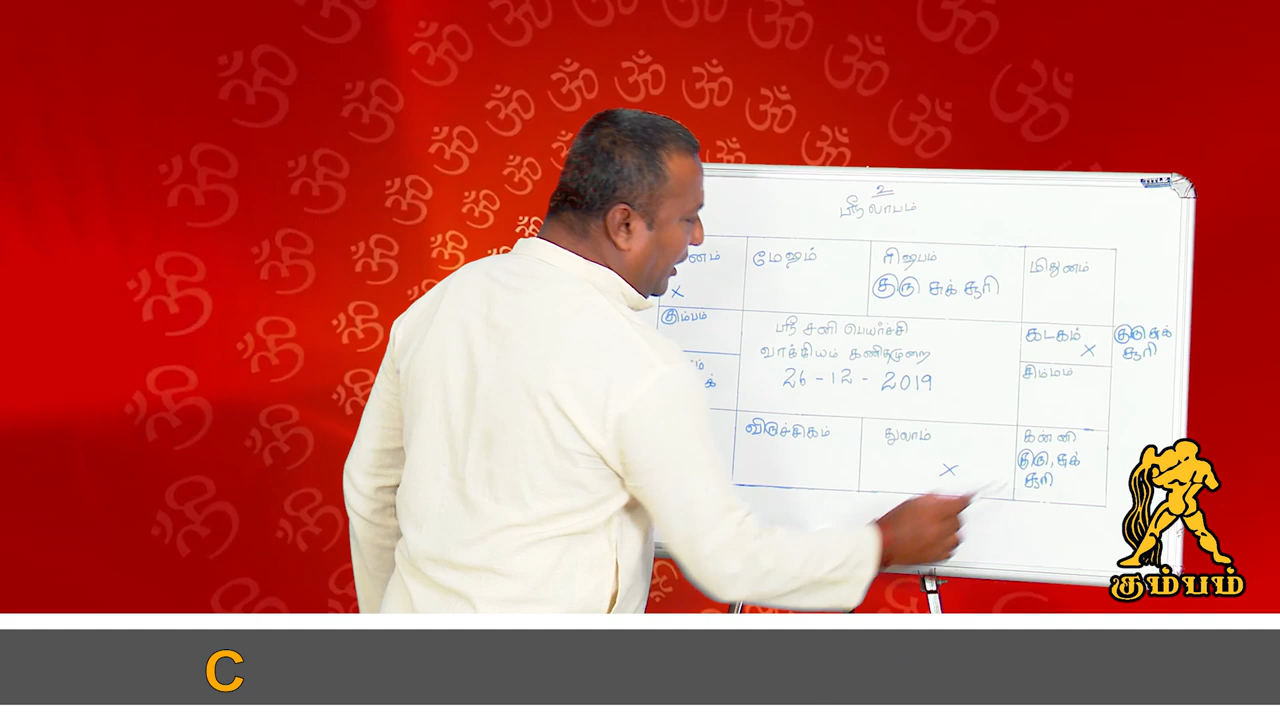 உ
ஸ்ரீ லாபம்
மேஷம்
ரிஷபம்
மிதுனம்
X
குரு சுக் சூரி
கும்பம்
ஸ்ரீ சனி பெயர்ச்சி
வாக்கியம் கணிதமுறை
26-12-2019
கடகம்
X
குரு சுக்
சூரி
சிம்மம்
விருச்சிகம்
துலாம்
X
கன்னி
குரு, சுக்
சூரி
கும்பம்
C